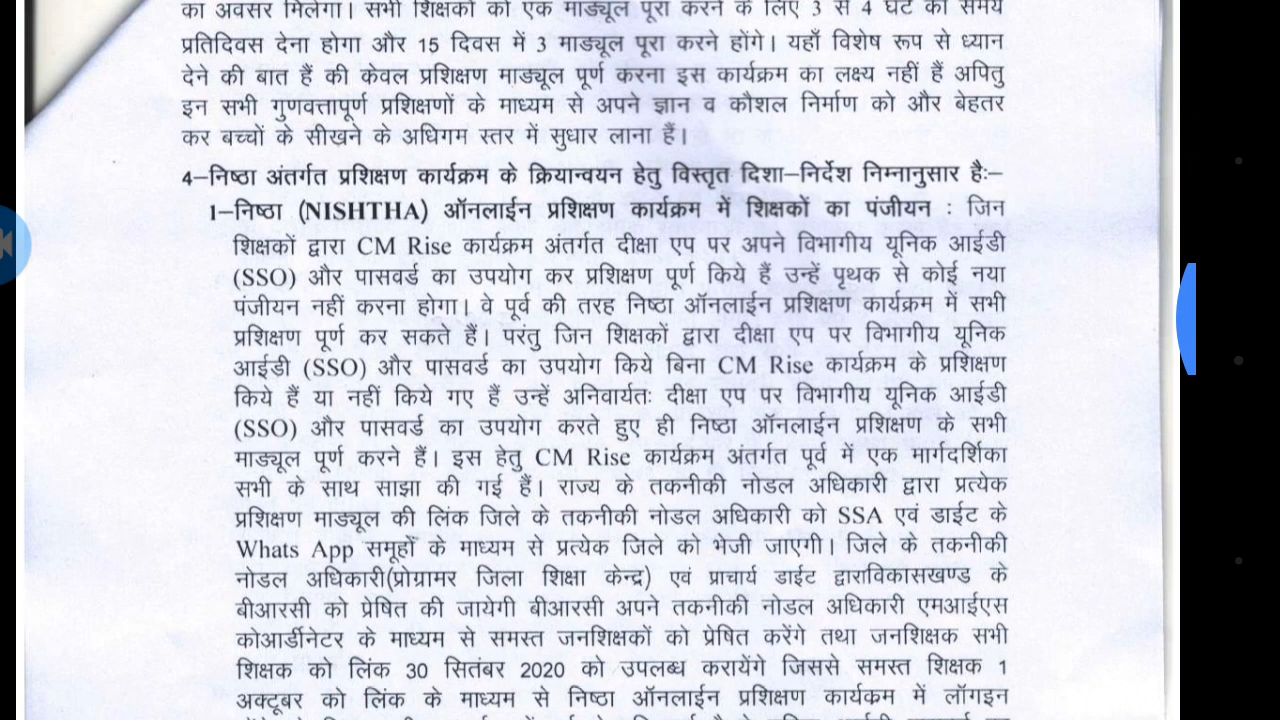 का अवसर मिलेगा। सभी शिक्षकों को एक माड्यूल पूरा करने के लिए 3 से 4 घंटे का समय
प्रतिदिवस देना होगा और 15 दिवस में 3 माड्यूल पूरा करने होंगे। यहाँ विशेष रूप से ध्यान
देने की बात हैं की केवल प्रशिक्षण माड्यूल पूर्ण करना इस कार्यक्रम का लक्ष्य नहीं हैं अपितु
इन सभी गुणवत्तापूर्ण प्रशिक्षणों के माध्यम से अपने ज्ञान व कौशल निर्माण को और बेहतर
कर बच्चों के सीखने के अधिगम स्तर में सुधार लाना हैं।
4–निष्ठा अंतर्गत प्रशिक्षण कार्यक्रम के क्रियान्वयन हेतु विस्तृत दिशा–निर्देश निम्नानुसार हैः–
1–निष्ठा (NISHTHA) ऑनलाईन प्रशिक्षण कार्यक्रम में शिक्षकों का पंजीयन : जिन
शिक्षकों द्वारा CM Rise कार्यक्रम अंतर्गत दीक्षा एप पर अपने विभागीय यूनिक आईडी
(SSO) और पासवर्ड का उपयोग कर प्रशिक्षण पूर्ण किये हैं उन्हें पृथक से कोई नया
पंजीयन नहीं करना होगा। वे पूर्व की तरह निष्ठा ऑनलाईन प्रशिक्षण कार्यक्रम में सभी
प्रशिक्षण पूर्ण कर सकते हैं। परंतु जिन शिक्षकों द्वारा दीक्षा एप पर विभागीय यूनिक
आईडी (SSO) और पासवर्ड का उपयोग किये बिना CM Rise कार्यक्रम के प्रशिक्षण
किये हैं या नहीं किये गए हैं उन्हें अनिवार्यतः दीक्षा एप पर विभागीय यूनिक आईडी
(SSO) और पासवर्ड का उपयोग करते हुए ही निष्ठा ऑनलाईन प्रशिक्षण के सभी
माड्यूल पूर्ण करने हैं। इस हेतु CM Rise कार्यक्रम अंतर्गत पूर्व में एक मार्गदर्शिका
सभी के साथ साझा की गई हैं। राज्य के तकनीकी नोडल अधिकारी द्वारा प्रत्येक
प्रशिक्षण माड्यूल की लिंक जिले के तकनीकी नोडल अधिकारी को SSA एवं डाईट के
Whats App समूहों के माध्यम से प्रत्येक जिले को भेजी जाएगी। जिले के तकनीकी
नोडल अधिकारी(प्रोग्रामर जिला शिक्षा केन्द्र) एवं प्राचार्य डाईट द्वाराविकासखण्ड के
बीआरसी को प्रेषित की जायेगी बीआरसी अपने तकनीकी नोडल अधिकारी एमआईएस
कोआर्डीनेटर के माध्यम से समस्त जनशिक्षकों को प्रेषित करेंगे तथा जनशिक्षक सभी
शिक्षक को लिंक 30 सितंबर 2020 को उपलब्ध करायेंगे जिससे समस्त शिक्षक 1
अक्टूबर को लिंक के माध्यम से निष्ठा ऑनलाईन प्रशिक्षण कार्यक्रम में लॉगइन